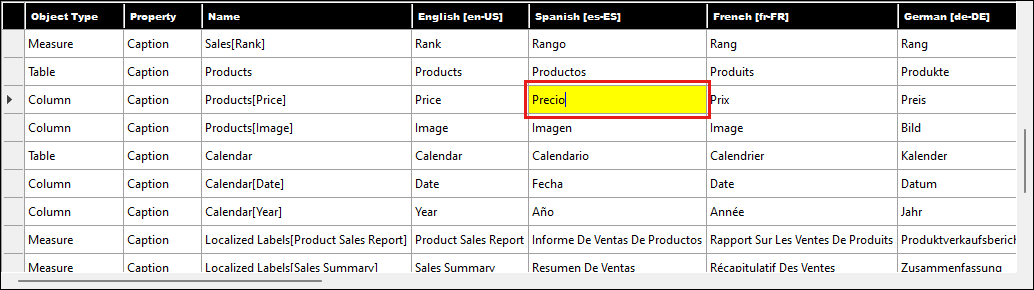 Object Type Property Name English [en-US] Spanish [es-ES] French [fr-FR] German [de-DE]
Measure Caption Sales[Rank] Rank Rango Rang Rang
Table Caption Products Products Productos Produits Produkte
Column Caption Products[Price] Price Precio Prix Preis
Column Caption Products[Image] Image Imagen Image Bild
Table Caption Calendar Calendar Calendario Calendrier Kalender
Column Caption Calendar[Date] Date Fecha Date Datum
Column Caption Calendar[Year] Year Año Année Jahr
Measure Caption Localized Labels[Product Sales Report] Product Sales Report Informe De Ventas De Productos Rapport Sur Les Ventes De Produits Produktverkaufsberich
Measure Caption Localized Labels[Sales Summary] Sales Summary Resumen De Ventas Récapitulatif Des Ventes Zusammenfassung